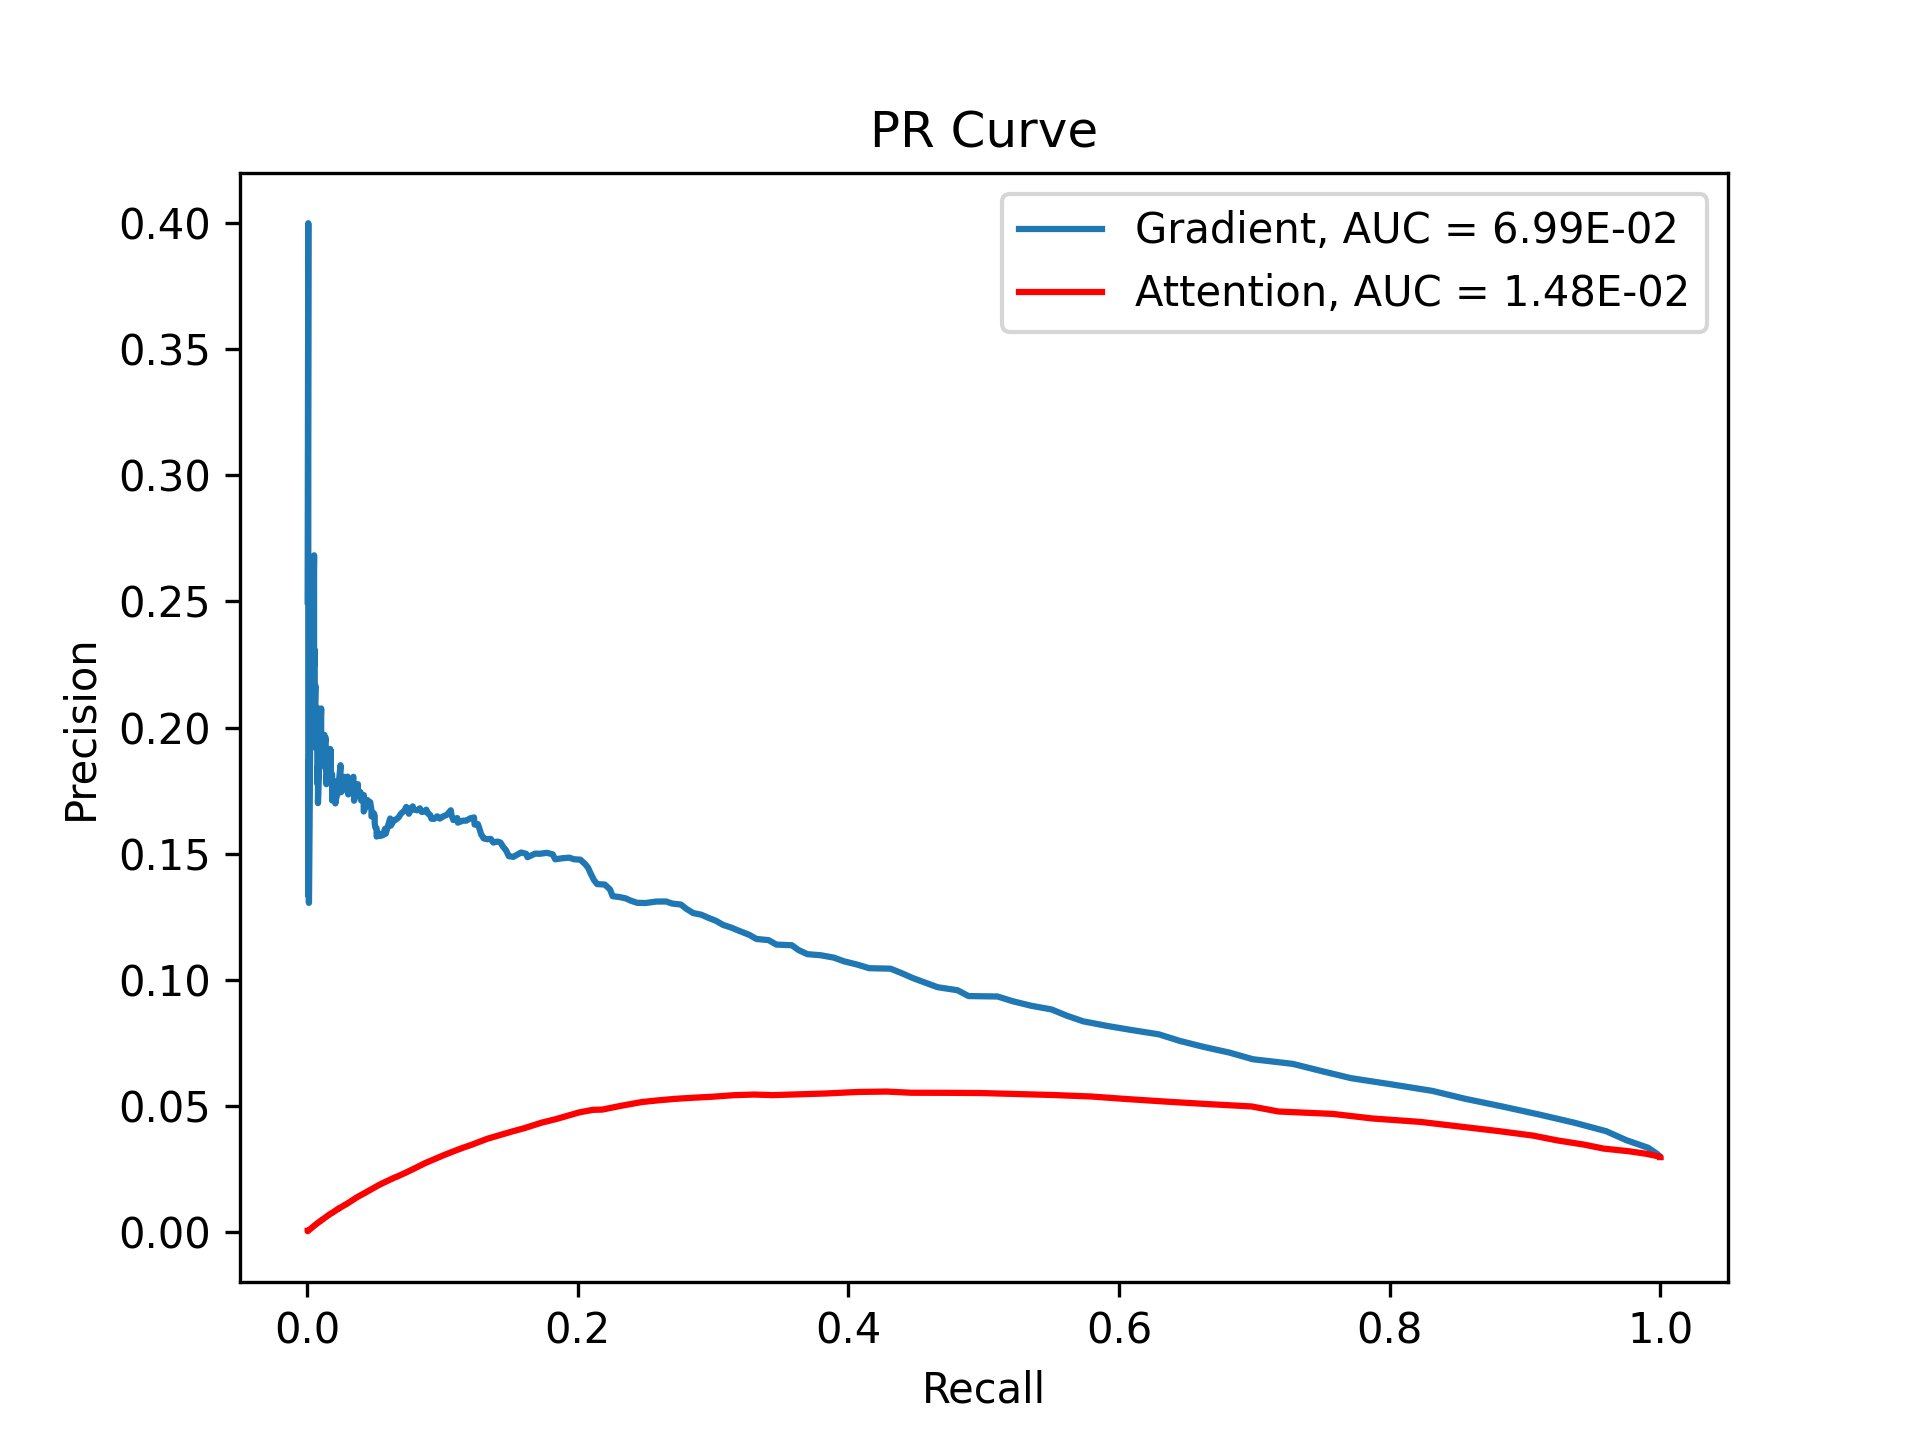 PR Curve
Gradient, AUC = 6.99E-02
Attention, AUC = 1.48E-02
0.40
0.35
0.30
0.25
0.20
0.15
0.10
0.05
0.00
Precision
0.0 0.2 0.4 0.6 0.8 1.0
Recall